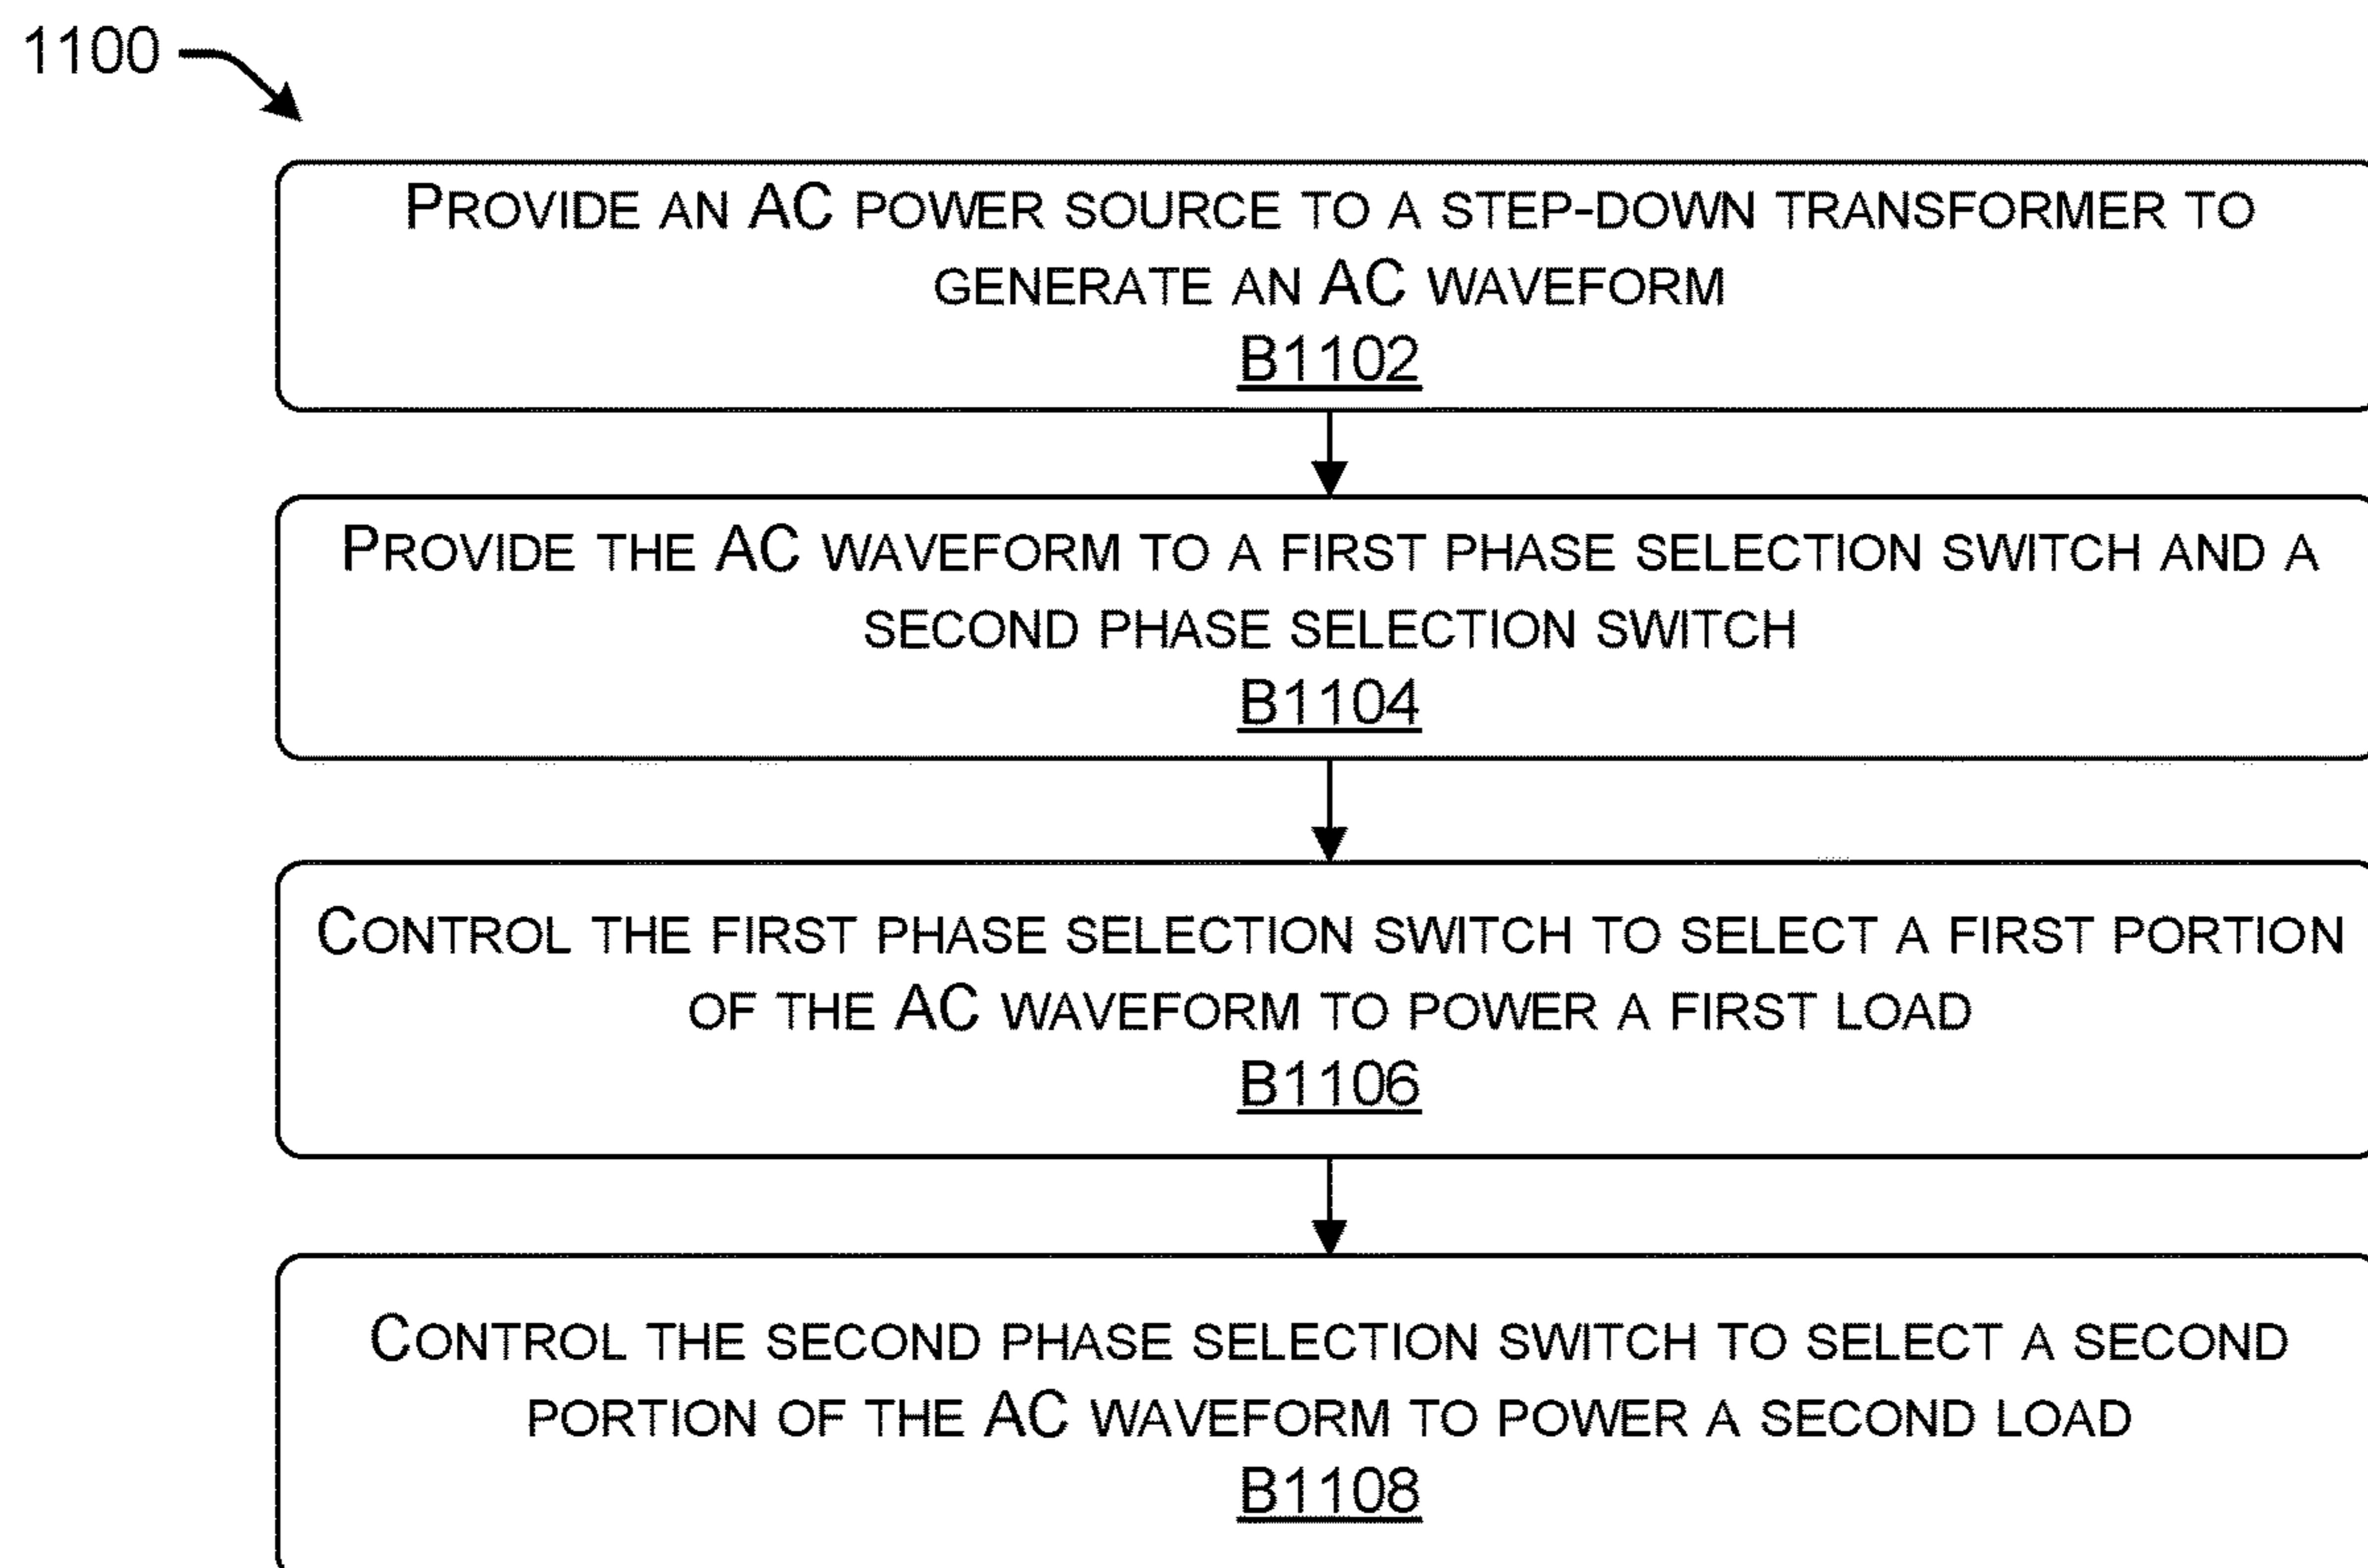 1100
PROVIDE AN AC POWER SOURCE TO A STEP-DOWN TRANSFORMER TO
GENERATE AN AC WAVEFORM
B1102
PROVIDE THE AC WAVEFORM TO A FIRST PHASE SELECTION SWITCH AND A
SECOND PHASE SELECTION SWITCH
B1104
CONTROL THE FIRST PHASE SELECTION SWITCH TO SELECT A FIRST PORTION
OF THE AC WAVEFORM TO POWER A FIRST LOAD
B1106
CONTROL THE SECOND PHASE SELECTION SWITCH TO SELECT A SECOND
PORTION OF THE AC WAVEFORM TO POWER A SECOND LOAD
B1108